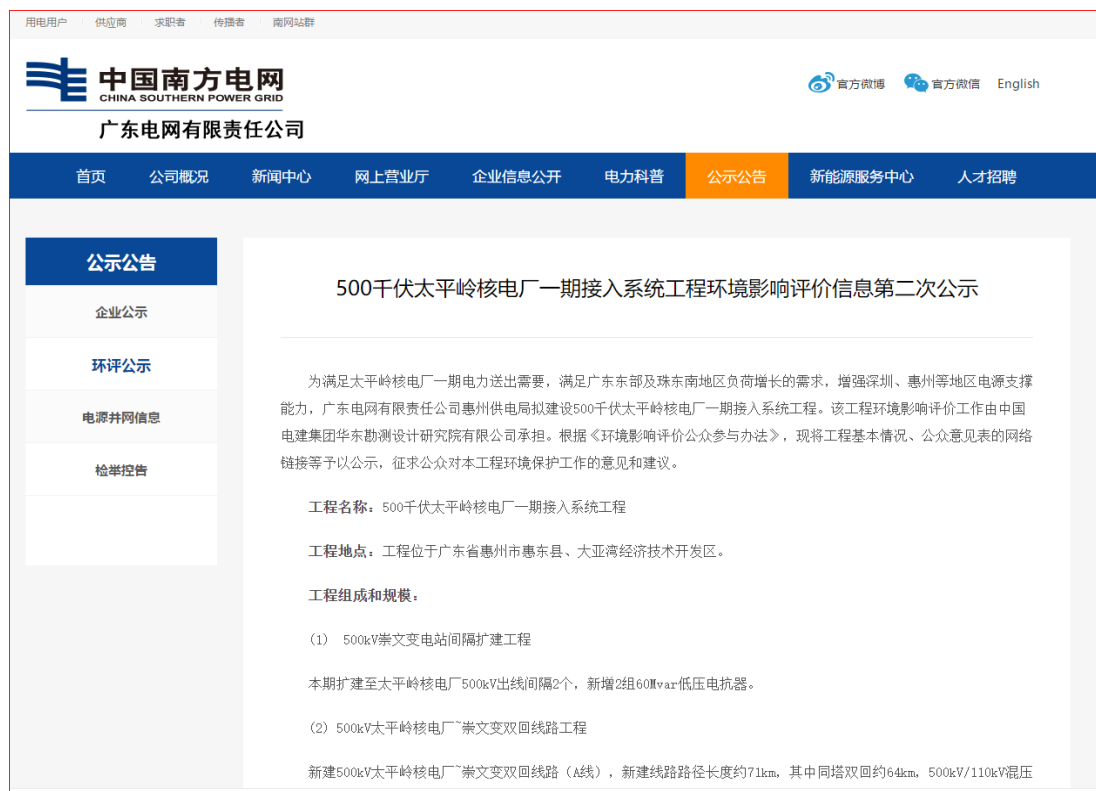 用电用户 供应商 求职者 传播者 南网站群
中国南方电网
CHINA SOUTHERN POWER GRID
广东电网有限责任公司
官方微博 官方微信 English
首页 公司概况 新闻中心 网上营业厅 企业信息公开 电力科普 公示公告 新能源服务中心 人才招聘
公示公告
企业公示
环评公示
电源并网信息
检举控告
500千伏太平岭核电厂一期接入系统工程环境影响评价信息第二次公示
为满足太平岭核电厂一期电力送出需要，满足广东东部及珠东南地区负荷增长的需求，增强深圳、惠州等地区电源支撑
能力，广东电网有限责任公司惠州供电局拟建设500千伏太平岭核电厂一期接入系统工程。该工程环境影响评价工作由中国
电建集团华东勘测设计研究院有限公司承担。根据《环境影响评价公众参与办法》，现将工程基本情况、公众意见表的网络
链接等予以公示，征求公众对本工程环境保护工作的意见和建议。
工程名称：500千伏太平岭核电厂一期接入系统工程
工程地点：工程位于广东省惠州市惠东县、大亚湾经济技术开发区。
工程组成和规模：
（1） 500kV崇文变电站间隔扩建工程
本期扩建至太平岭核电厂500kV出线间隔2个，新增2组60Mvar低压电抗器。
（2）500kV太平岭核电厂~崇文变双回线路工程
新建500kV太平岭核电厂~崇文变双回线路（A线），新建线路路径长度约71km，其中同塔双回约64km，500kV/110kV混压